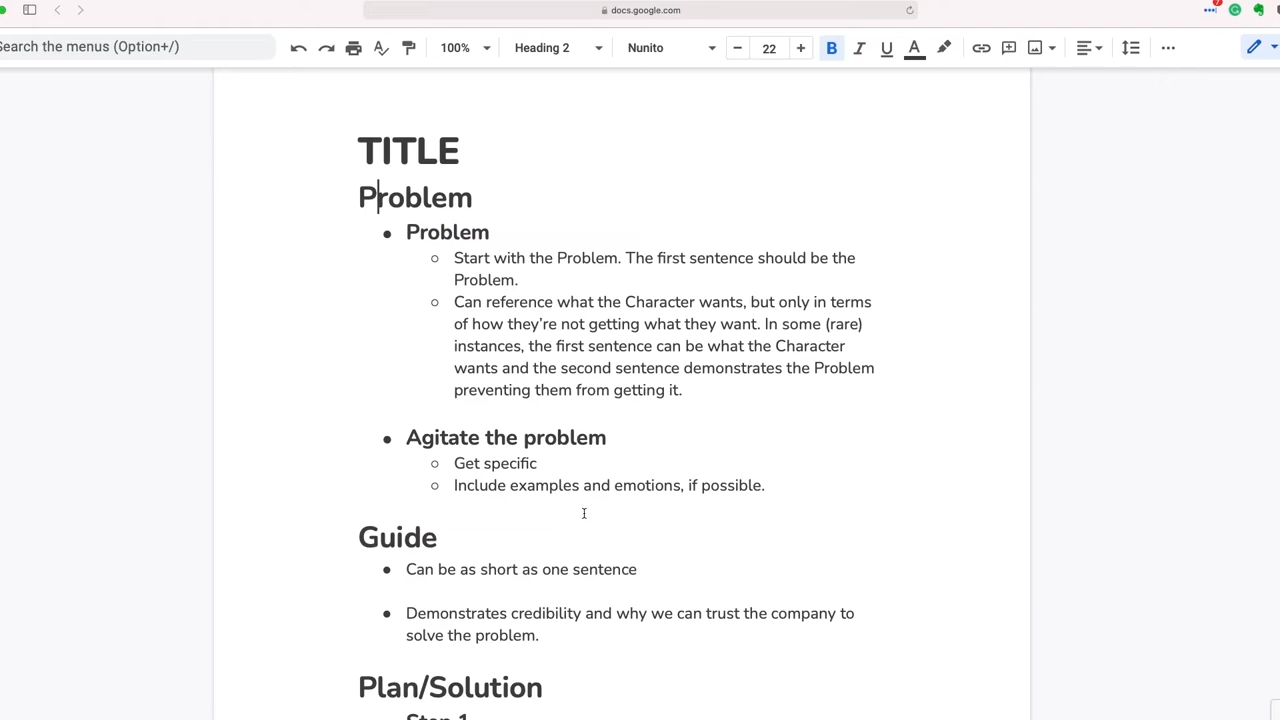 docs.google.com
7
Search the menus (Option+/)
100%
Heading 2
Nunito
22
B
I
U
A
TITLE
Problem
Problem
Start with the Problem. The first sentence should be the
Problem.
Can reference what the Character wants, but only in terms
of how they’re not getting what they want. In some (rare)
instances, the first sentence can be what the Character
wants and the second sentence demonstrates the Problem
preventing them from getting it.
Agitate the problem
Get specific
Include examples and emotions, if possible.
Guide
Can be as short as one sentence
Demonstrates credibility and why we can trust the company to
solve the problem.
Plan/Solution
Step 1